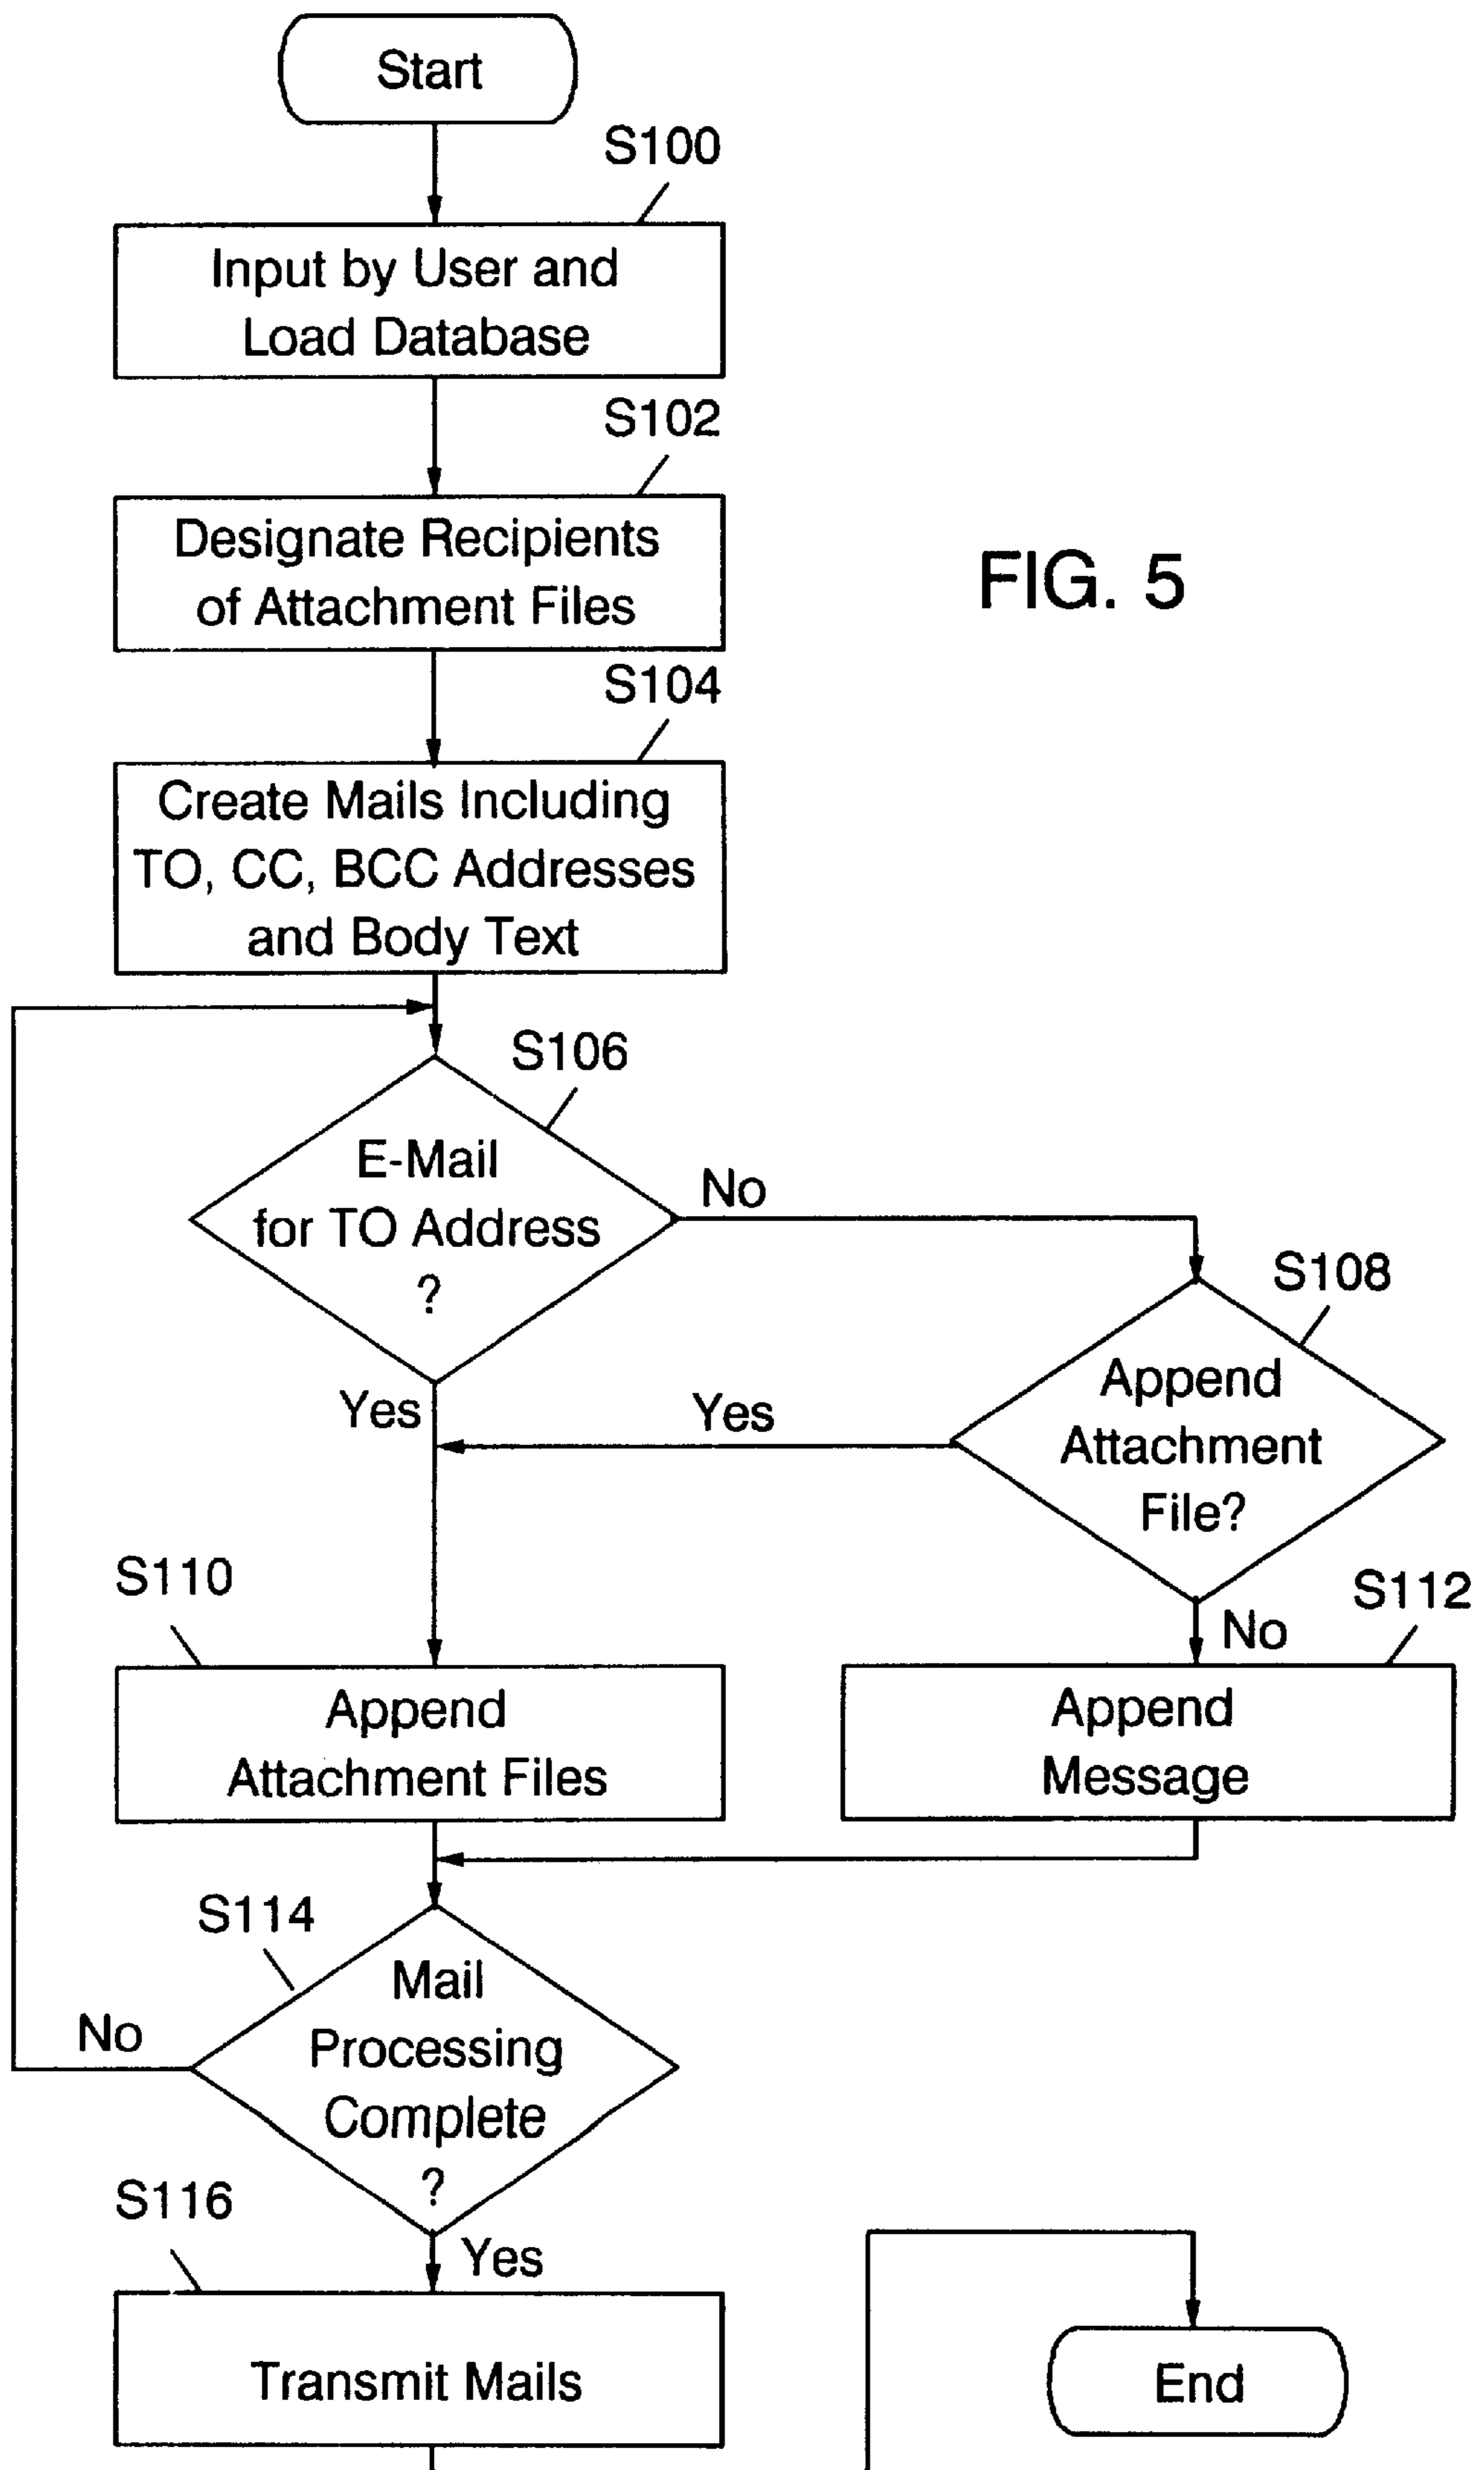 Start
S100
Input by User and
Load Database
S102
Designate Recipients
of Attachment Files
FIG. 5
S104
Create Mails Including
TO, CC, BCC Addresses
and Body Text
S106
E-Mail
for TO Address
?
No
S108
Append
Attachment
File?
Yes
Yes
S110
Append
Attachment Files
No
S112
Append
Message
S114
Mail
Processing
Complete
?
No
Yes
S116
Transmit Mails
End